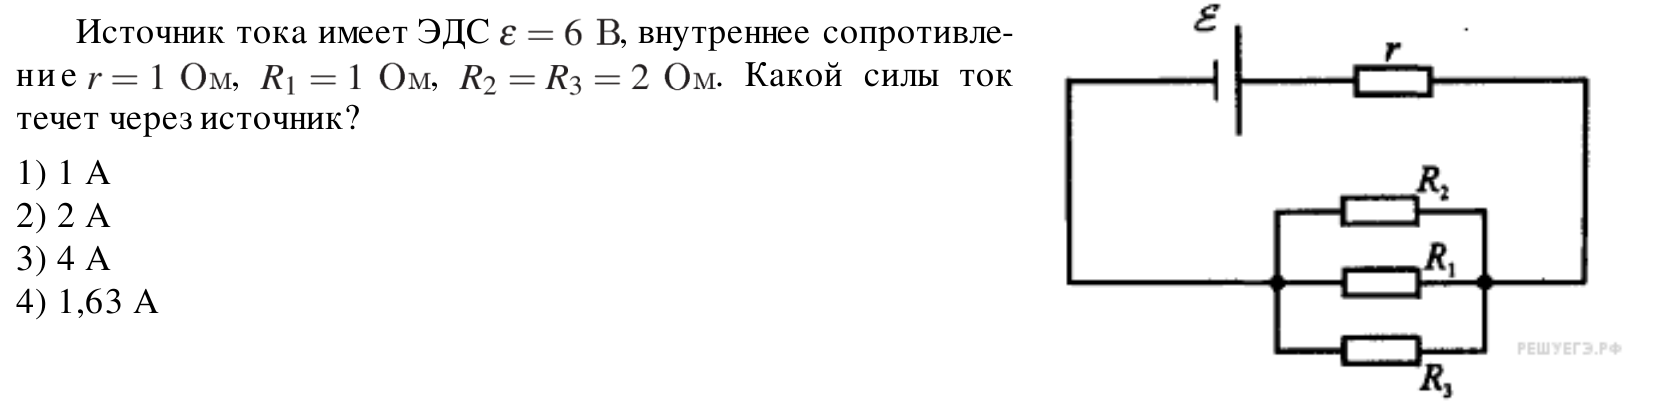 Источник тока имеет ЭДС ε = 6 В, внутреннее сопротивле-
ние r = 1 Ом, R₁ = 1 Ом, R₂ = R₃ = 2 Ом. Какой силы ток
течет через источник?
1) 1 А
2) 2 А
3) 4 А
4) 1,63 А
ℰ
r
R₂
R₁
R₃
РЕШУЕГЭ.РФ